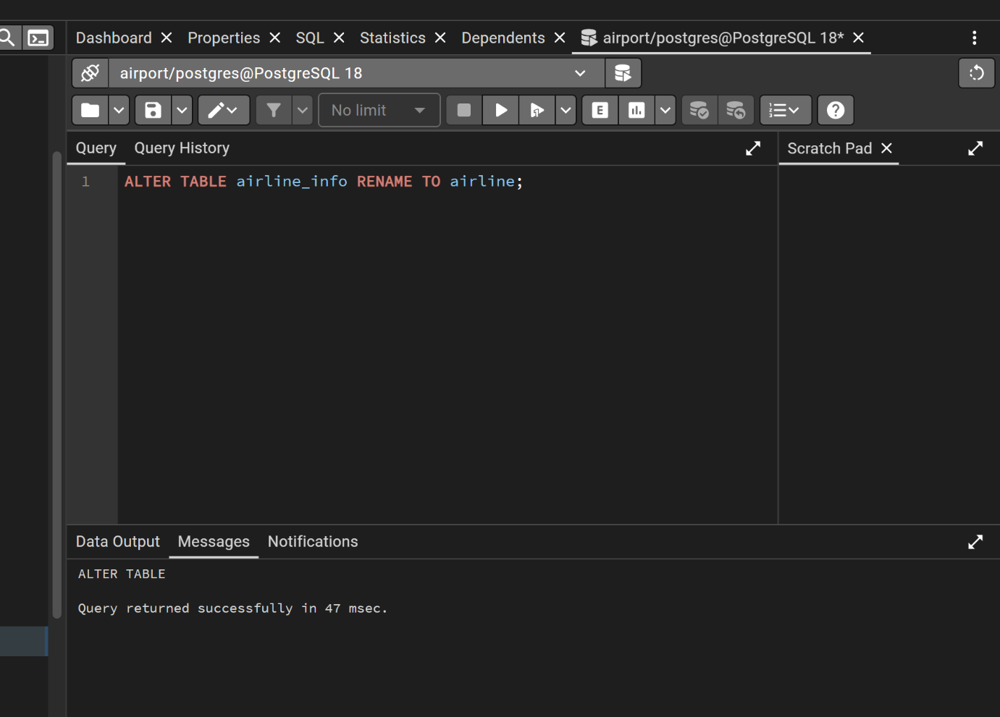 Dashboard Properties SQL Statistics Dependents airport/postgres@PostgreSQL 18*
airport/postgres@PostgreSQL 18
No limit
Query Query History
Scratch Pad
1 ALTER TABLE airline_info RENAME TO airline;
Data Output Messages Notifications
ALTER TABLE
Query returned successfully in 47 msec.